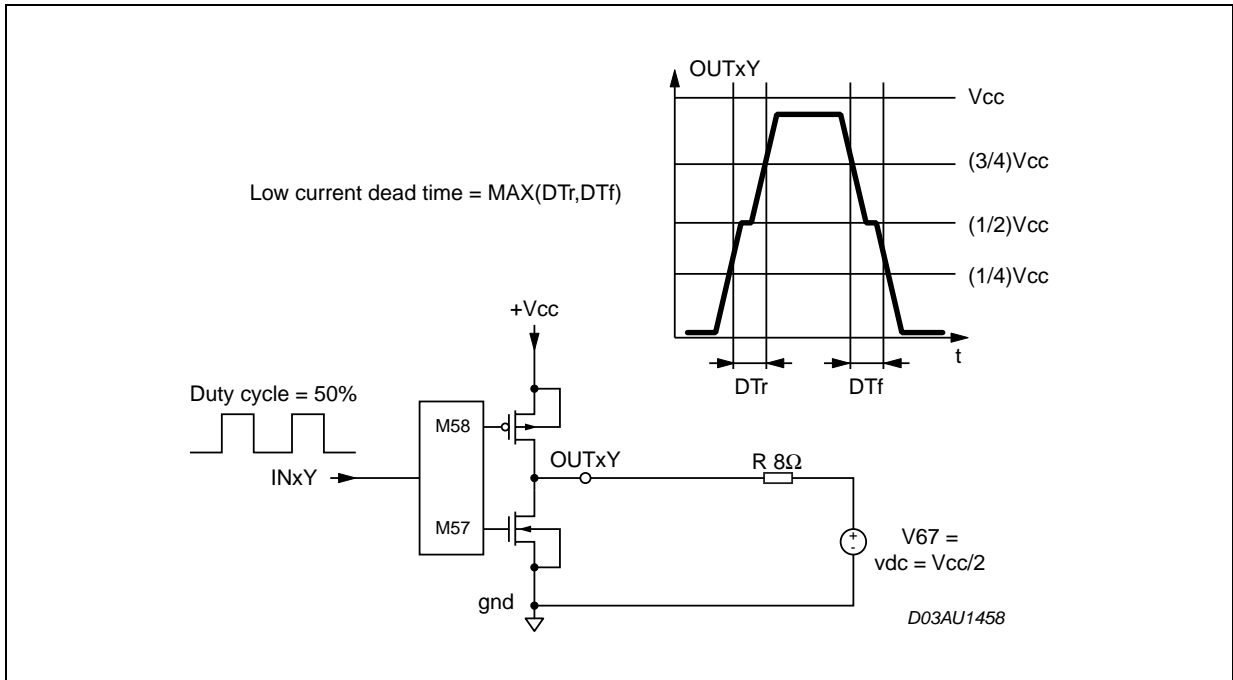 OUTxY
Vcc
(3/4)Vcc
Low current dead time = MAX(DTr,DTf)
(1/2)Vcc
(1/4)Vcc
+Vcc
t
DTr
DTf
Duty cycle = 50%
M58
OUTxY
R 8Ω
INxY
M57
+
-
V67 =
vdc = Vcc/2
gnd
D03AU1458